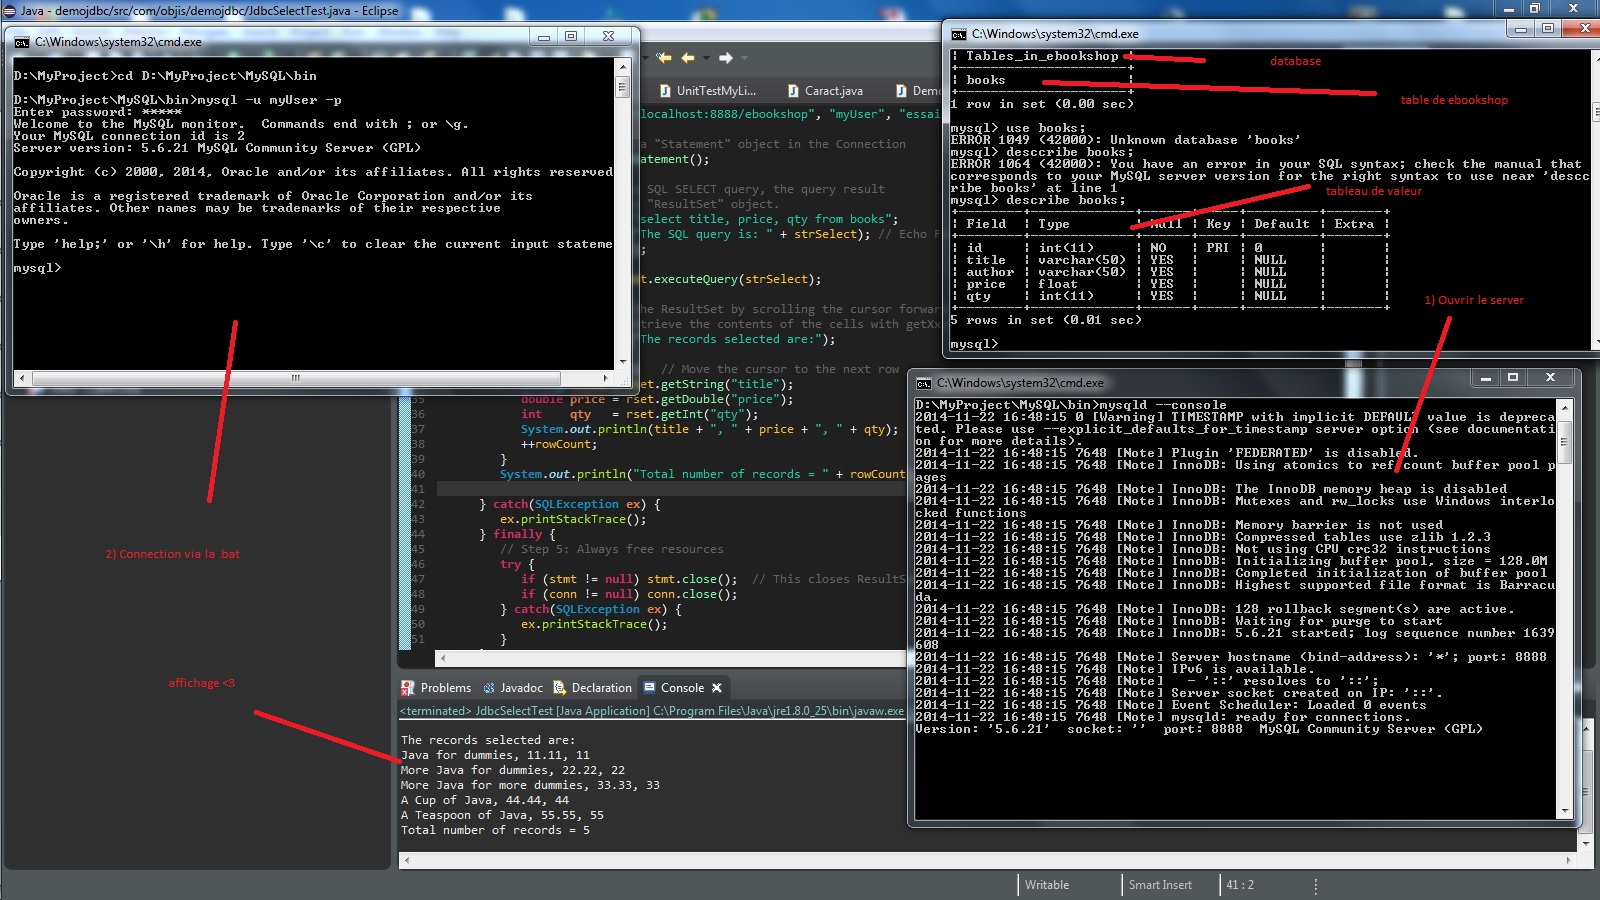 Java - demojdbc/src/com/objis/demojdbc/JdbcSelectTest.java - Eclipse
C:\Windows\system32\cmd.exe
D:\MyProject>cd D:\MyProject\MySQL\bin
D:\MyProject\MySQL\bin>mysql -u myUser -p
Enter password: *****
Welcome to the MySQL monitor.  Commands end with ; or \g.
Your MySQL connection id is 2
Server version: 5.6.21 MySQL Community Server (GPL)
Copyright (c) 2000, 2014, Oracle and/or its affiliates. All rights reserved
Oracle is a registered trademark of Oracle Corporation and/or its
affiliates. Other names may be trademarks of their respective
owners.
Type 'help;' or '\h' for help. Type '\c' to clear the current input stateme
mysql>
2) Connection via la .bat
affichage <3
UnitTestMyLi...
Caract.java
Demo
localhost:8888/ebookshop", "myUser", "essai
a "Statement" object in the Connection
atement();
SQL SELECT query, the query result
"ResultSet" object.
select title, price, qty from books";
The SQL query is: " + strSelect); // Echo F
;
t.executeQuery(strSelect);
he ResultSet by scrolling the cursor forwar
trieve the contents of the cells with getXx
The records selected are:");
// Move the cursor to the next row
set.getString("title");
35 double price = rset.getDouble("price");
36 int    qty   = rset.getInt("qty");
37 System.out.println(title + ", " + price + ", " + qty);
38 ++rowCount;
39 }
40 System.out.println("Total number of records = " + rowCount
41
42 } catch(SQLException ex) {
43 ex.printStackTrace();
44 } finally {
45 // Step 5: Always free resources
46 try {
47 if (stmt != null) stmt.close();  // This closes ResultS
48 if (conn != null) conn.close();
49 } catch(SQLException ex) {
50 ex.printStackTrace();
51 }
Problems Javadoc Declaration Console
<terminated> JdbcSelectTest [Java Application] C:\Program Files\Java\jre1.8.0_25\bin\javaw.exe
The records selected are:
Java for dummies, 11.11, 11
More Java for dummies, 22.22, 22
More Java for more dummies, 33.33, 33
A Cup of Java, 44.44, 44
A Teaspoon of Java, 55.55, 55
Total number of records = 5
Writable Smart Insert 41 : 2
C:\Windows\system32\cmd.exe
| Tables_in_ebookshop |
+---------------------+
| books |
+---------------------+
1 row in set (0.00 sec)
database
table de ebookshop
mysql> use books;
ERROR 1049 (42000): Unknown database 'books'
mysql> desccribe books;
ERROR 1064 (42000): You have an error in your SQL syntax; check the manual that
corresponds to your MySQL server version for the right syntax to use near 'descc
ribe books' at line 1
tableau de valeur
mysql> describe books;
| Field | Type | Null | Key | Default | Extra |
| id | int(11) | NO | PRI | 0 | |
| title | varchar(50) | YES | | NULL | |
| author | varchar(50) | YES | | NULL | |
| price | float | YES | | NULL | |
| qty | int(11) | YES | | NULL | |
5 rows in set (0.01 sec)
mysql>
1) Ouvrir le server
C:\Windows\system32\cmd.exe
D:\MyProject\MySQL\bin>mysqld --console
2014-11-22 16:48:15 0 [Warning] TIMESTAMP with implicit DEFAULT value is depreca
ted. Please use --explicit_defaults_for_timestamp server option (see documentati
on for more details).
2014-11-22 16:48:15 7648 [Note] Plugin 'FEDERATED' is disabled.
2014-11-22 16:48:15 7648 [Note] InnoDB: Using atomics to ref count buffer pool p
ages
2014-11-22 16:48:15 7648 [Note] InnoDB: The InnoDB memory heap is disabled
2014-11-22 16:48:15 7648 [Note] InnoDB: Mutexes and rw_locks use Windows interlo
cked functions
2014-11-22 16:48:15 7648 [Note] InnoDB: Memory barrier is not used
2014-11-22 16:48:15 7648 [Note] InnoDB: Compressed tables use zlib 1.2.3
2014-11-22 16:48:15 7648 [Note] InnoDB: Not using CPU crc32 instructions
2014-11-22 16:48:15 7648 [Note] InnoDB: Initializing buffer pool, size = 128.0M
2014-11-22 16:48:15 7648 [Note] InnoDB: Completed initialization of buffer pool
2014-11-22 16:48:15 7648 [Note] InnoDB: Highest supported file format is Barracu
da.
2014-11-22 16:48:15 7648 [Note] InnoDB: 128 rollback segment(s) are active.
2014-11-22 16:48:15 7648 [Note] InnoDB: Waiting for purge to start
2014-11-22 16:48:15 7648 [Note] InnoDB: 5.6.21 started; log sequence number 1639
608
2014-11-22 16:48:15 7648 [Note] Server hostname (bind-address): '*'; port: 8888
2014-11-22 16:48:15 7648 [Note] IPv6 is available.
2014-11-22 16:48:15 7648 [Note]   - '::' resolves to '::';
2014-11-22 16:48:15 7648 [Note] Server socket created on IP: '::'.
2014-11-22 16:48:15 7648 [Note] Event Scheduler: Loaded 0 events
2014-11-22 16:48:15 7648 [Note] mysqld: ready for connections.
Version: '5.6.21'  socket: ''  port: 8888  MySQL Community Server (GPL)